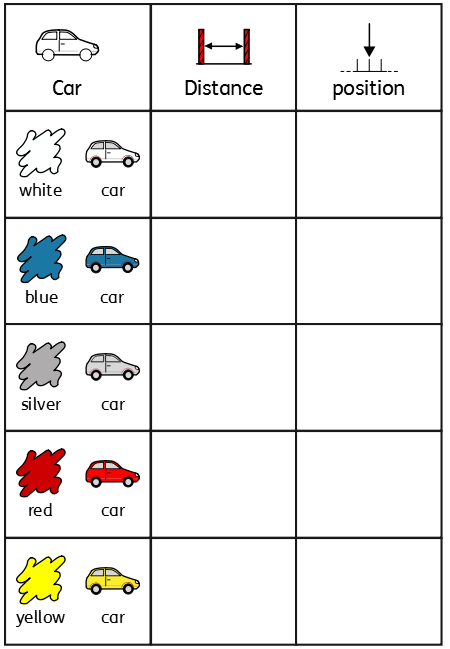 Car Distance position
white car
blue car
silver car
red car
yellow car